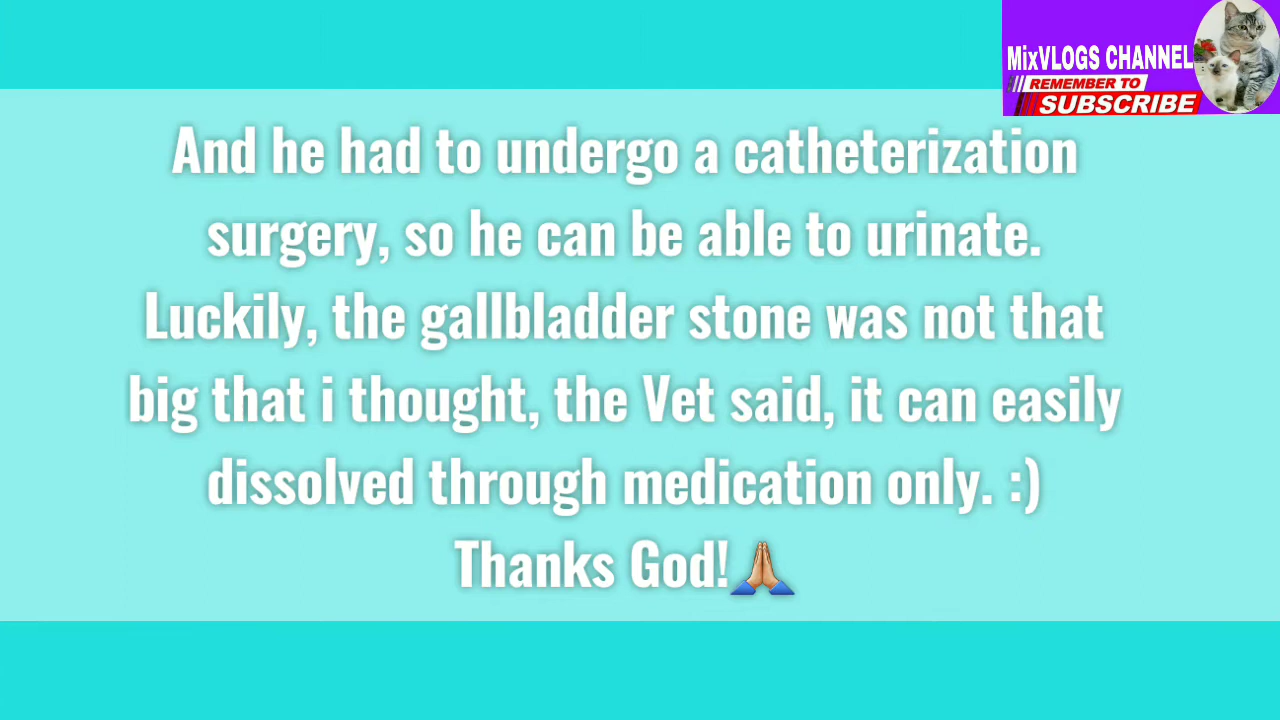 MixVLOGS CHANNEL
REMEMBER TO
SUBSCRIBE
And he had to undergo a catheterization
surgery, so he can be able to urinate.
Luckily, the gallbladder stone was not that
big that i thought, the Vet said, it can easily
dissolved through medication only. :)
Thanks God!🙏🏼